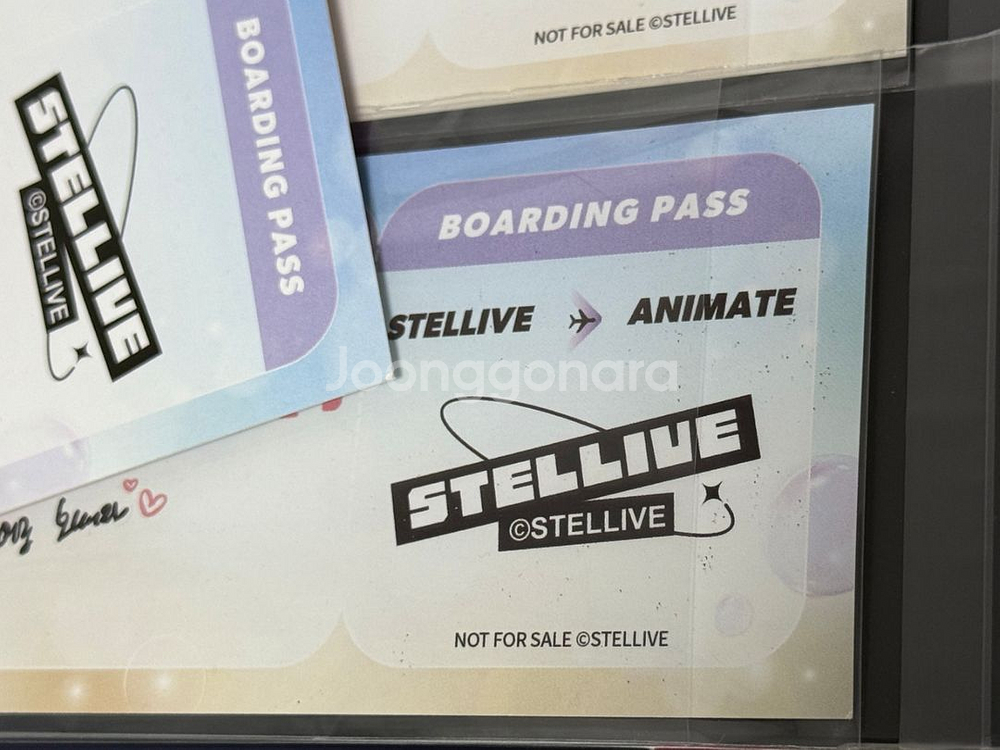 NOT FOR SALE ©STELLIVE
BOARDING PASS
STELLIVE
©STELLIVE
BOARDING PASS
STELLIVE ANIMATE
Joonggonara
STELLIVE
©STELLIVE
NOT FOR SALE ©STELLIVE